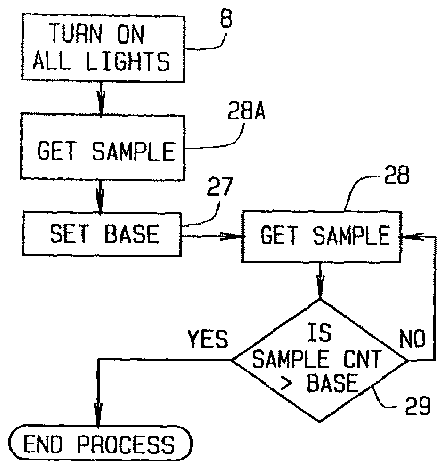 8
TURN ON
ALL LIGHTS
28A
GET SAMPLE
27
SET BASE
28
GET SAMPLE
YES
IS
SAMPLE CNT
> BASE
NO
29
END PROCESS